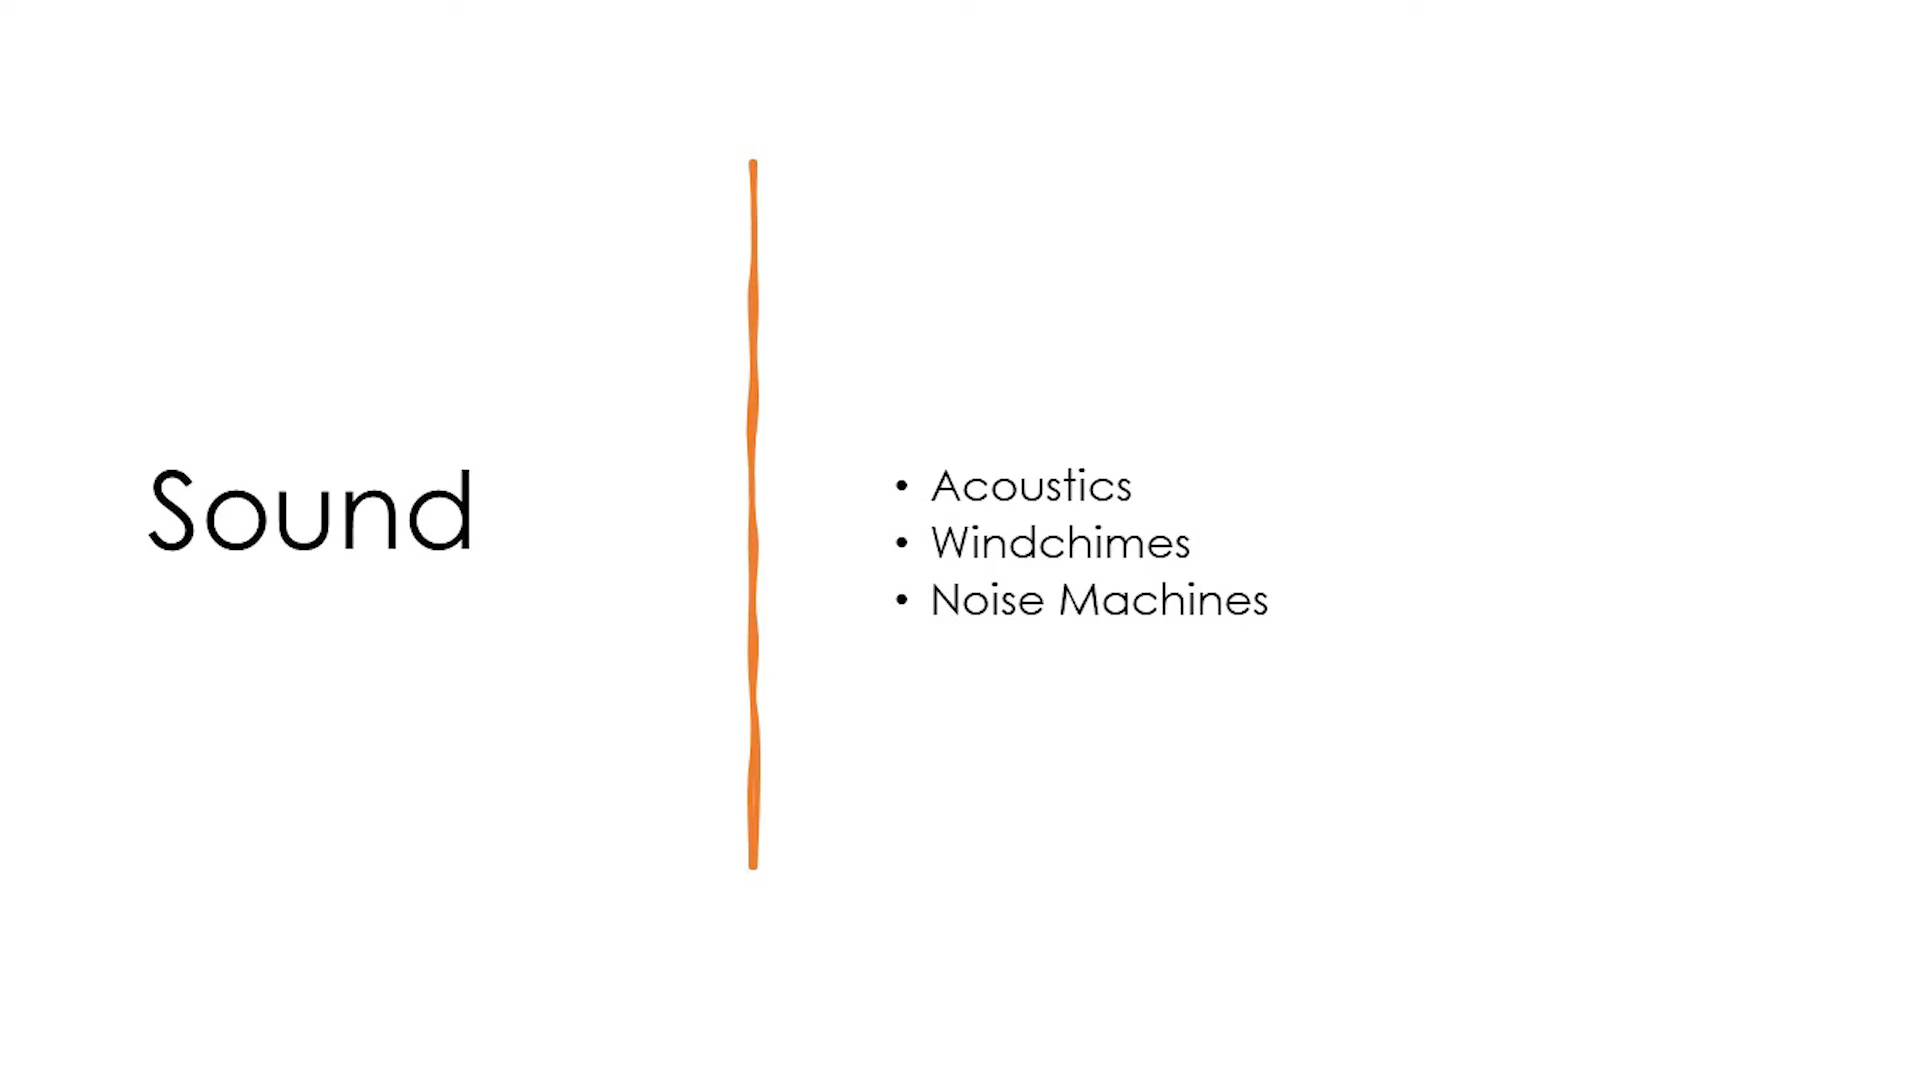 Sound
• Acoustics
• Windchimes
• Noise Machines